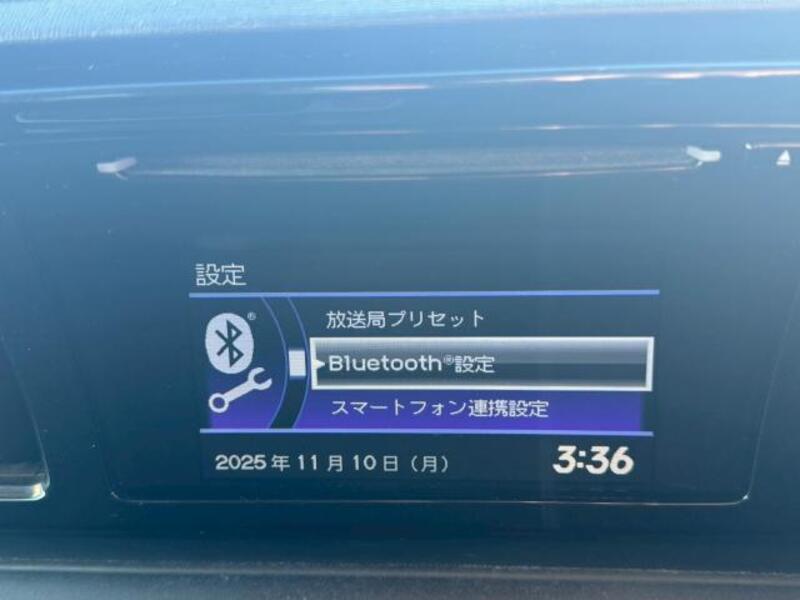 設定
放送局プリセット
Bluetooth®設定
スマートフォン連携設定
2025年11月10日（月）
3:36